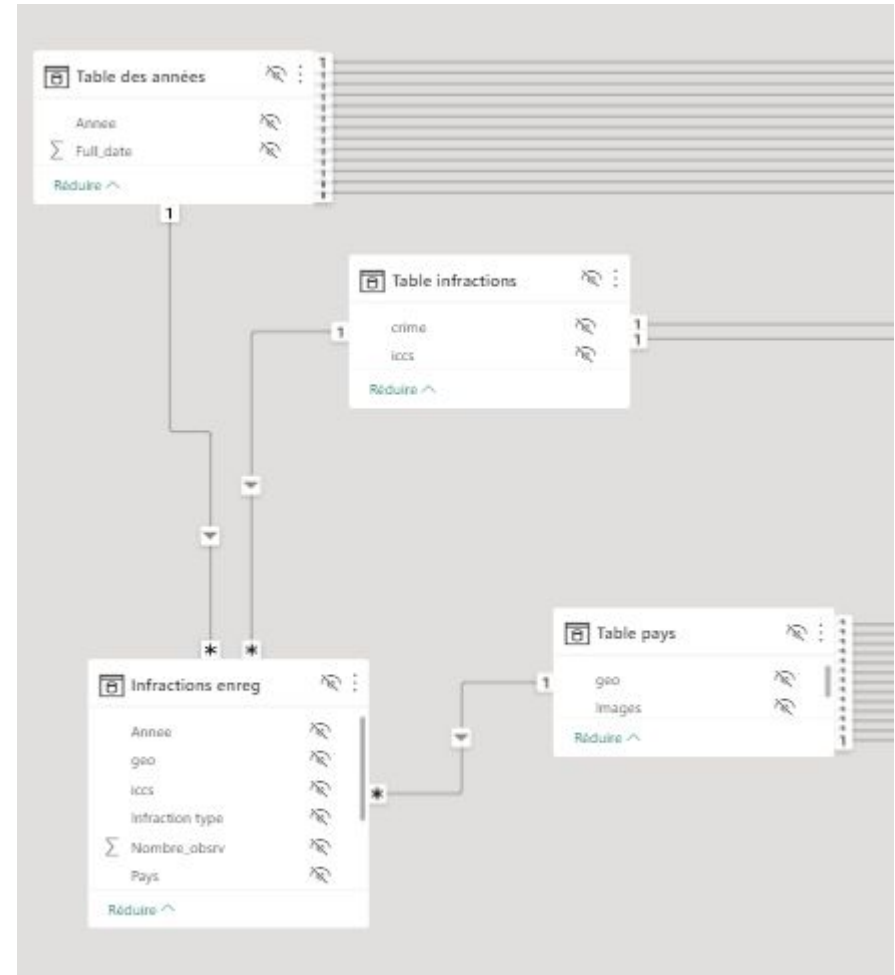 Table des années
Annee
Σ Full_date
Réduire
1
1
Table infractions
crime
iccs
Réduire
1
1
1
Table pays
geo
Images
Réduire
1
1
Infractions enreg
Annee
geo
iccs
Infraction type
Σ Nombre_obsrv
Pays
Réduire
*
*
*